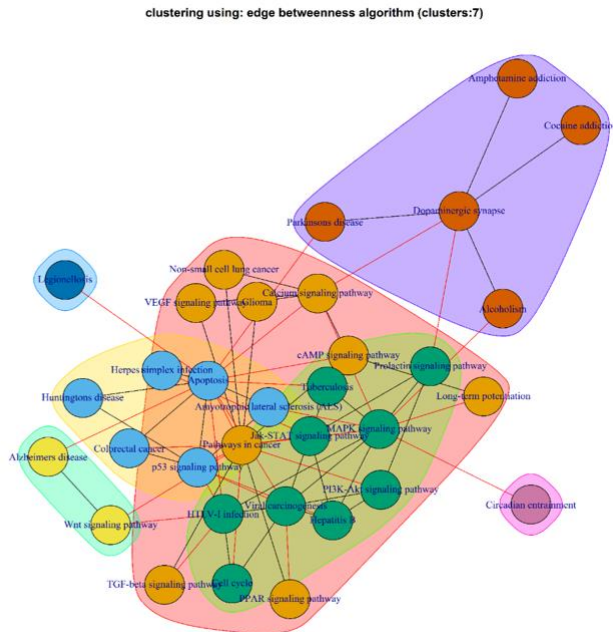 clustering using: edge betweenness algorithm (clusters:7)
Amphetamine addiction
Cocaine addictio
Dopaminergic synapse
Parkinsons disease
Non-small cell lung cancer
Legionellosis
Calcium signaling pathway
VEGF signaling pathway
Glioma
Alcoholism
cAMP signaling pathway
Prolactin signaling pathway
Herpes simplex infection
Apoptosis
Tuberculosis
Huntingtons disease
Long-term potentiation
Amyotrophic lateral sclerosis (ALS)
MAPK signaling pathway
Jak-STAT signaling pathway
Pathways in cancer
Colorectal cancer
Alzheimers disease
p53 signaling pathway
PI3K-Akt signaling pathway
Circadian entrainment
Viral carcinogenesis
HTLV-I infection
Hepatitis B
Wnt signaling pathway
TGF-beta signaling pathway
Cell cycle
PPAR signaling pathway